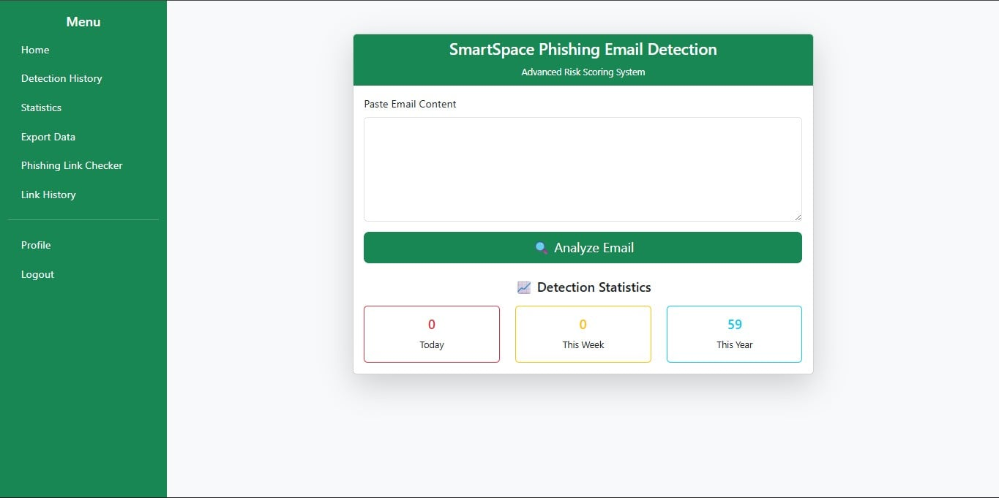 Menu
Home
Detection History
Statistics
Export Data
Phishing Link Checker
Link History
Profile
Logout
SmartSpace Phishing Email Detection
Advanced Risk Scoring System
Paste Email Content
Analyze Email
Detection Statistics
0
Today
0
This Week
59
This Year